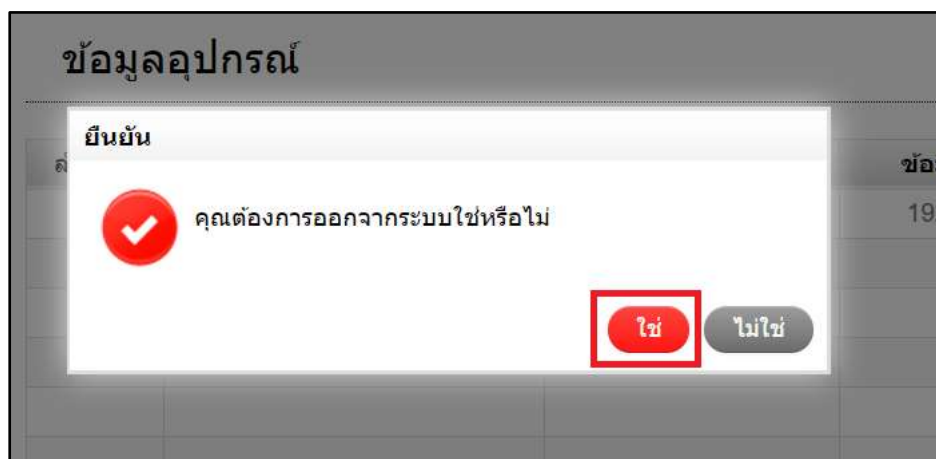 ข้อมูลอุปกรณ์
ยืนยัน
คุณต้องการออกจากระบบใช่หรือไม่
ใช่
ไม่ใช่
19